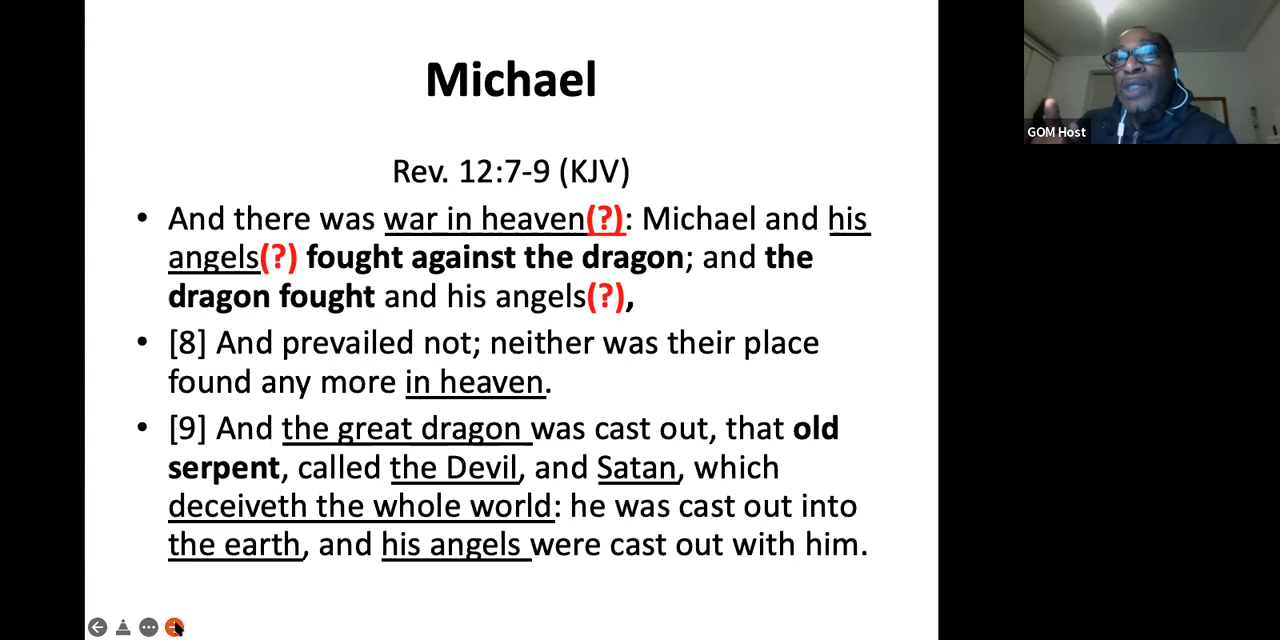 Michael
GOM Host
Rev. 12:7-9 (KJV)
• And there was war in heaven(?): Michael and his
angels(?) fought against the dragon; and the
dragon fought and his angels(?),
• [8] And prevailed not; neither was their place
found any more in heaven.
• [9] And the great dragon was cast out, that old
serpent, called the Devil, and Satan, which
deceiveth the whole world: he was cast out into
the earth, and his angels were cast out with him.